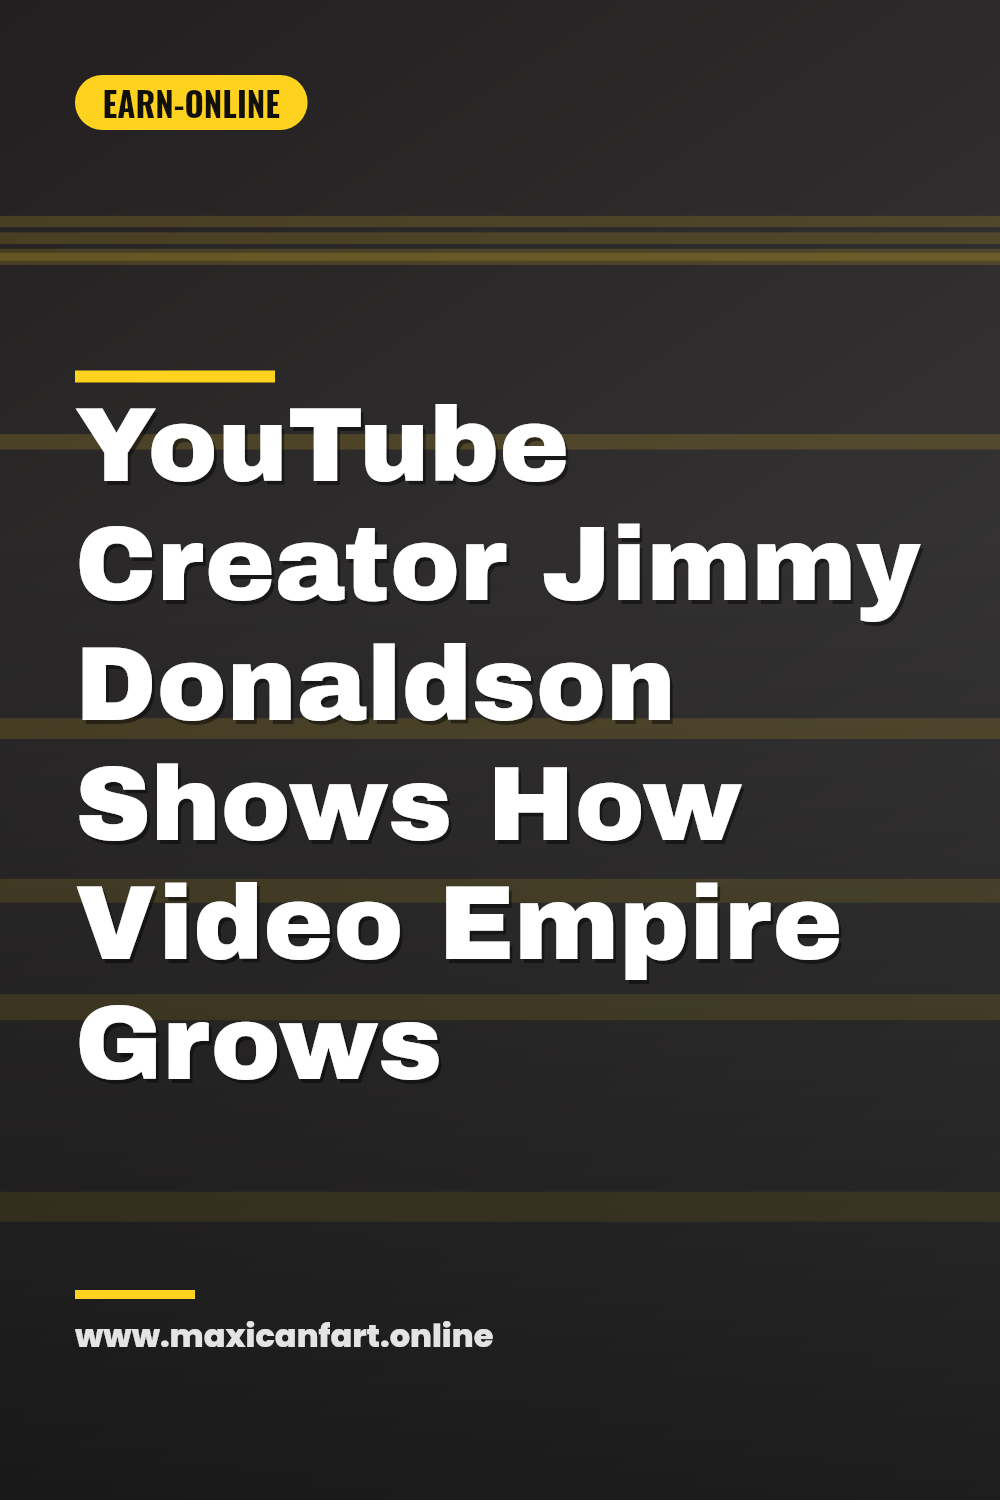 EARN-ONLINE
YouTube
Creator Jimmy
Donaldson
Shows How
Video Empire
Grows
www.maxicanfart.online